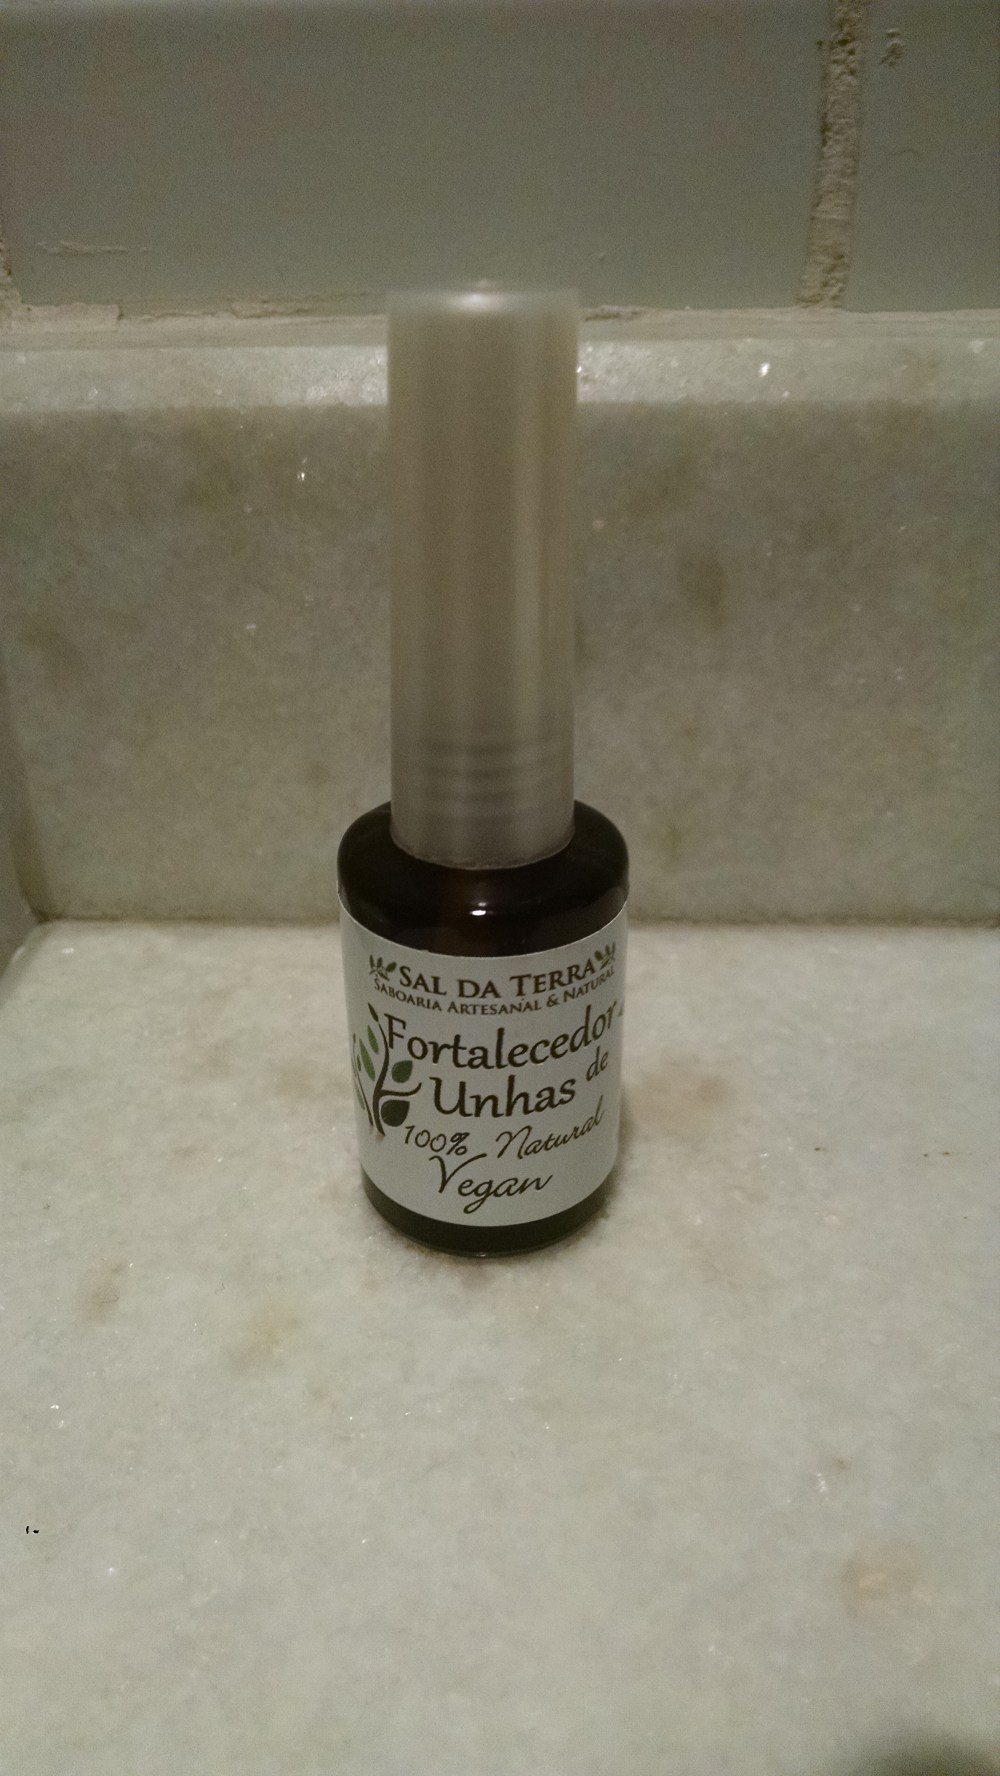 SAL DA TERRA
SABOARIA ARTESANAL & NATURAL
Fortalecedor de
Unhas
100% Natural
Vegan